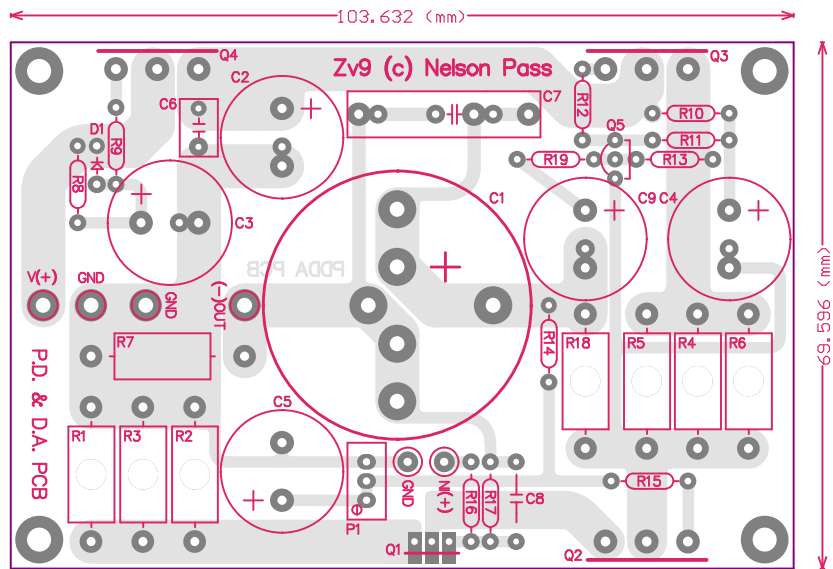 103.632 (mm)
Q4
Q3
Zv9 (c) Nelson Pass
C2
C6
C7
R12
R10
D1
R9
Q5
R11
R8
R19
R13
C3
C1
C9 C4
PDDA PCB
V(+)
GND
GND
(-)OUT
69.596 (mm)
R7
R14
R18
R5
R4
R6
P.D. & D.A. PCB
C5
R1
R3
R2
GND
IN(+)
R16
R17
C8
R15
P1
Q1
Q2